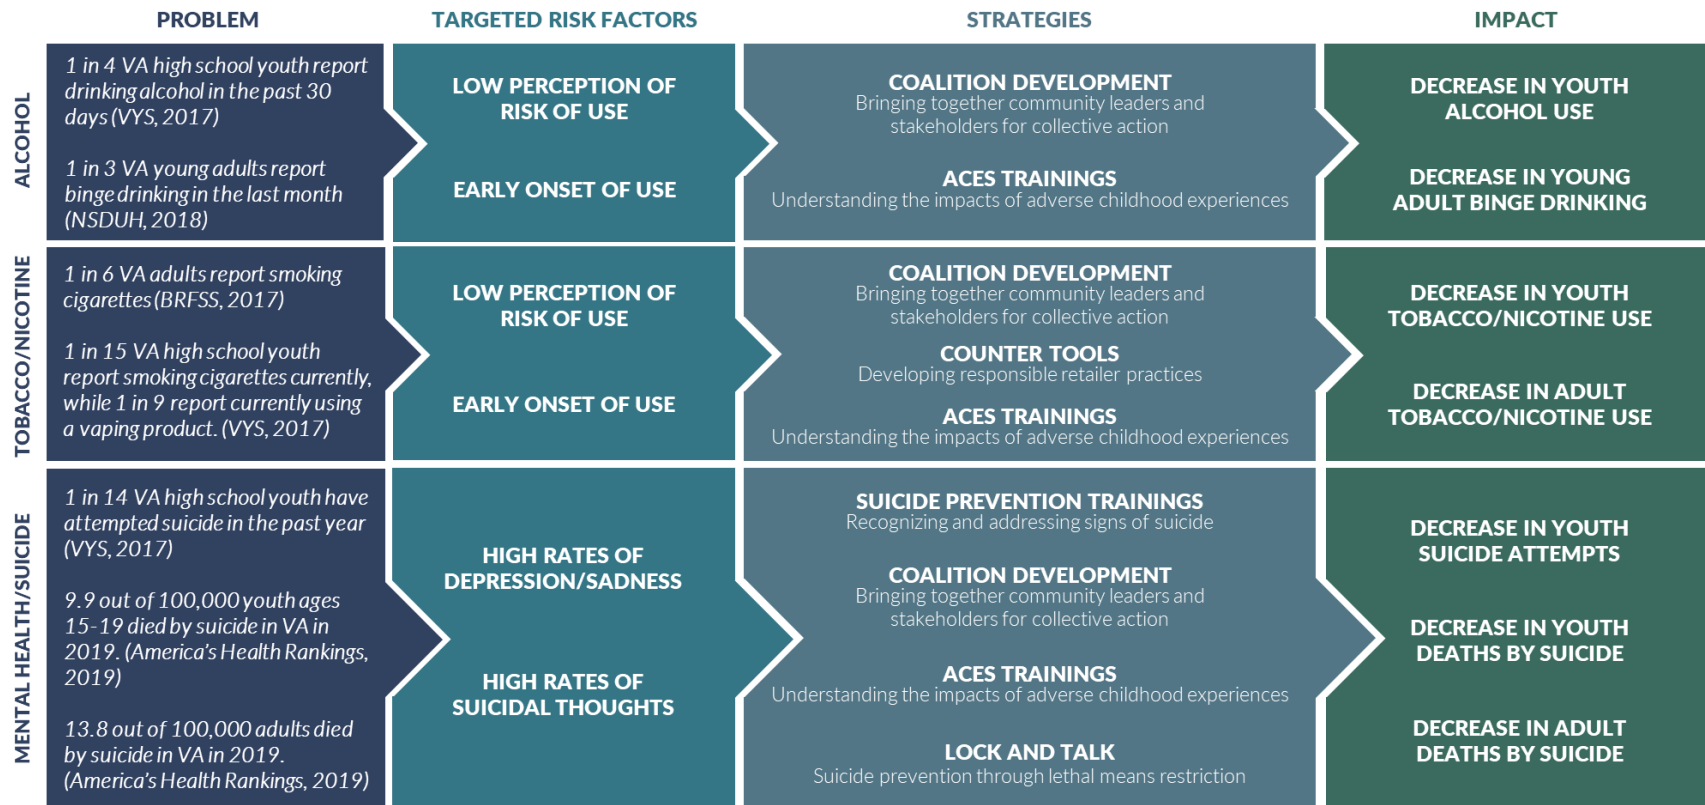 PROBLEM
TARGETED RISK FACTORS
STRATEGIES
IMPACT
ALCOHOL
1 in 4 VA high school youth report
drinking alcohol in the past 30
days (VYS, 2017)
1 in 3 VA young adults report
binge drinking in the last month
(NSDUH, 2018)
LOW PERCEPTION OF
RISK OF USE
EARLY ONSET OF USE
COALITION DEVELOPMENT
Bringing together community leaders and
stakeholders for collective action
ACES TRAININGS
Understanding the impacts of adverse childhood experiences
DECREASE IN YOUTH
ALCOHOL USE
DECREASE IN YOUNG
ADULT BINGE DRINKING
TOBACCO/NICOTINE
1 in 6 VA adults report smoking
cigarettes (BRFSS, 2017)
1 in 15 VA high school youth
report smoking cigarettes currently,
while 1 in 9 report currently using
a vaping product. (VYS, 2017)
LOW PERCEPTION OF
RISK OF USE
EARLY ONSET OF USE
COALITION DEVELOPMENT
Bringing together community leaders and
stakeholders for collective action
COUNTER TOOLS
Developing responsible retailer practices
ACES TRAININGS
Understanding the impacts of adverse childhood experiences
DECREASE IN YOUTH
TOBACCO/NICOTINE USE
DECREASE IN ADULT
TOBACCO/NICOTINE USE
MENTAL HEALTH/SUICIDE
1 in 14 VA high school youth have
attempted suicide in the past year
(VYS, 2017)
9.9 out of 100,000 youth ages
15-19 died by suicide in VA in
2019. (America's Health Rankings,
2019)
13.8 out of 100,000 adults died
by suicide in VA in 2019.
(America's Health Rankings, 2019)
HIGH RATES OF
DEPRESSION/SADNESS
HIGH RATES OF
SUICIDAL THOUGHTS
SUICIDE PREVENTION TRAININGS
Recognizing and addressing signs of suicide
COALITION DEVELOPMENT
Bringing together community leaders and
stakeholders for collective action
ACES TRAININGS
Understanding the impacts of adverse childhood experiences
LOCK AND TALK
Suicide prevention through lethal means restriction
DECREASE IN YOUTH
SUICIDE ATTEMPTS
DECREASE IN YOUTH
DEATHS BY SUICIDE
DECREASE IN ADULT
DEATHS BY SUICIDE